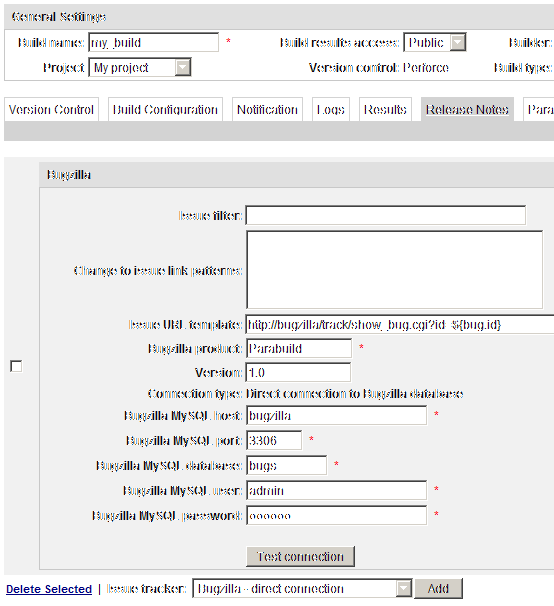 General Settings
Build name: my_build * Build results access: Public Builder:
Project My project Version control: Perforce Build type:
Version Control Build Configuration Notification Logs Results Release Notes Para
Bugzilla
Issue filter:
Change to issue link patterns:
Issue URL template: http://bugzilla/track/show_bug.cgi?id=${bug.id}
Bugzilla product: Parabuild *
Version: 1.0
Connection type: Direct connection to Bugzilla database
Bugzilla MySQL host: bugzilla *
Bugzilla MySQL port: 3306 *
Bugzilla MySQL database: bugs *
Bugzilla MySQL user: admin *
Bugzilla MySQL password: ●●●●●● *
Test connection
Delete Selected | Issue tracker: Bugzilla - direct connection Add